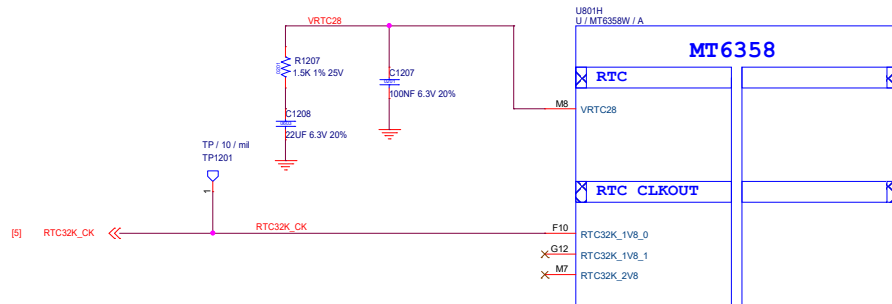 U801H
U / MT6358W / A
MT6358
RTC
VRTC28
R1207
1.5K 1% 25V
C1207
100NF 6.3V 20%
C1208
22UF 6.3V 20%
M8
VRTC28
TP / 10 / mil
TP1201
1
RTC CLKOUT
[5]
RTC32K_CK
RTC32K_CK
F10
RTC32K_1V8_0
G12
RTC32K_1V8_1
M7
RTC32K_2V8